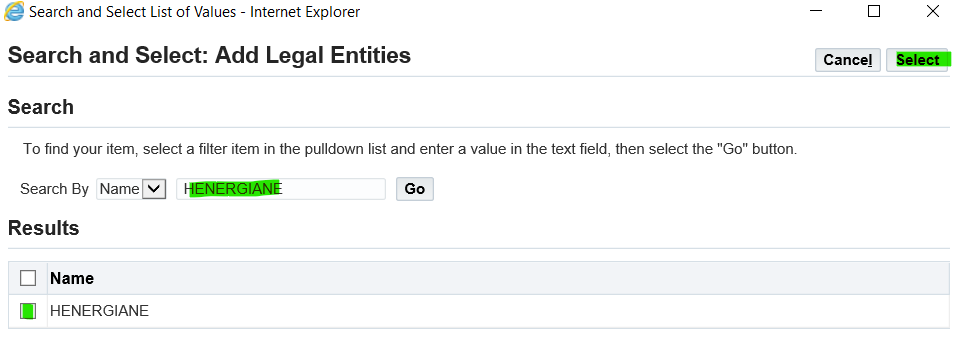 Search and Select List of Values - Internet Explorer
Search and Select: Add Legal Entities
Cancel Select
Search
To find your item, select a filter item in the pulldown list and enter a value in the text field, then select the "Go" button.
Search By Name HENERGIANE Go
Results
Name
HENERGIANE